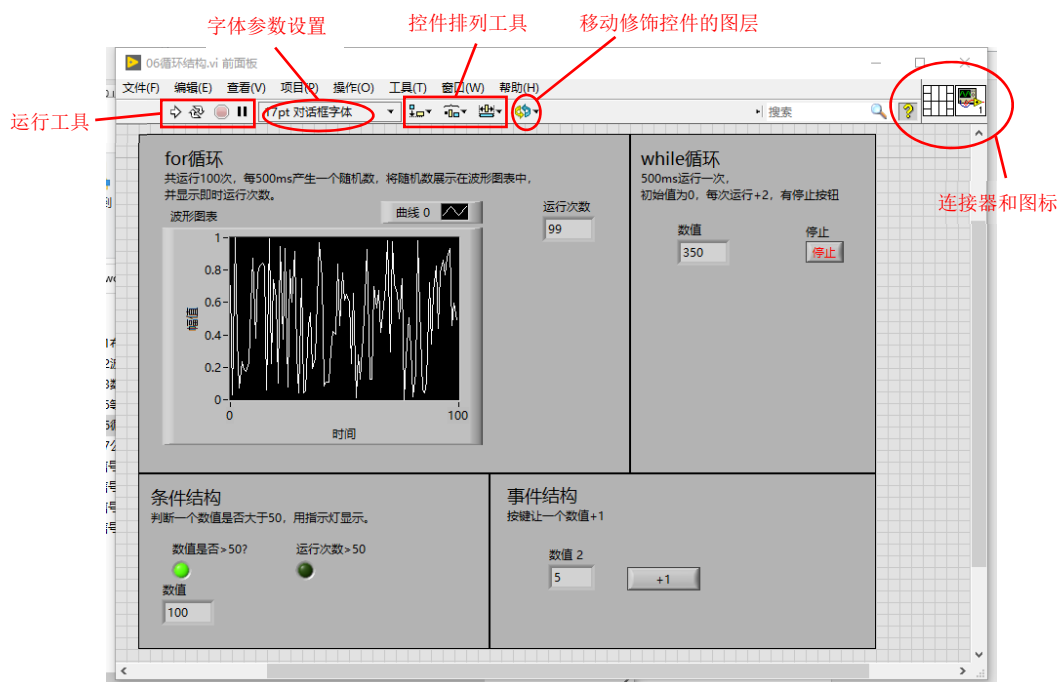 字体参数设置
控件排列工具
移动修饰控件的图层
06循环结构.vi 前面板
文件(F) 编辑(E) 查看(V) 项目(P) 操作(O) 工具(T) 窗口(W) 帮助(H)
运行工具
17pt 对话框字体
搜索
?
1
连接器和图标
for循环
共运行100次，每500ms产生一个随机数，将随机数展示在波形图表中，
并显示即时运行次数。
波形图表
曲线 0
运行次数
99
1
0.8
0.6
0.4
0.2
0
幅值
0
100
时间
while循环
500ms运行一次，
初始值为0，每次运行+2，有停止按钮
数值
停止
350
停止
条件结构
判断一个数值是否大于50，用指示灯显示。
数值是否>50?
运行次数>50
数值
100
事件结构
按键让一个数值+1
数值 2
5
+1